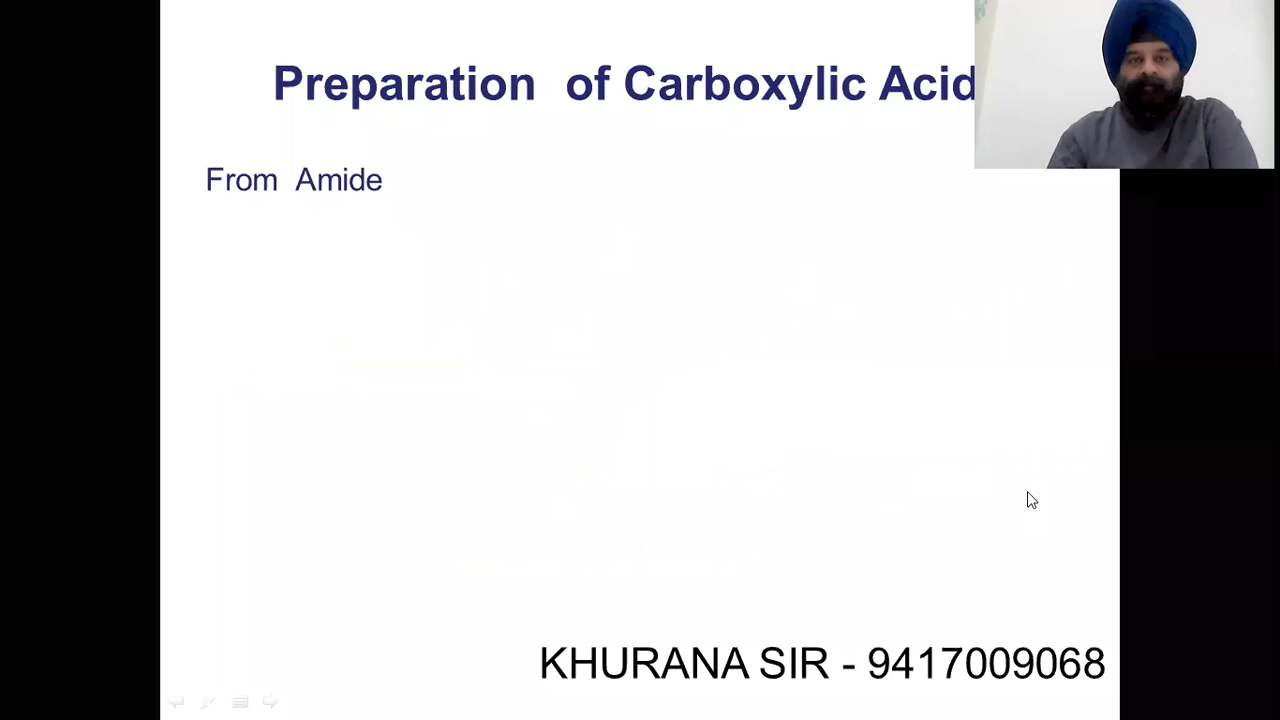 Preparation of Carboxylic Acid
From Amide
KHURANA SIR - 9417009068